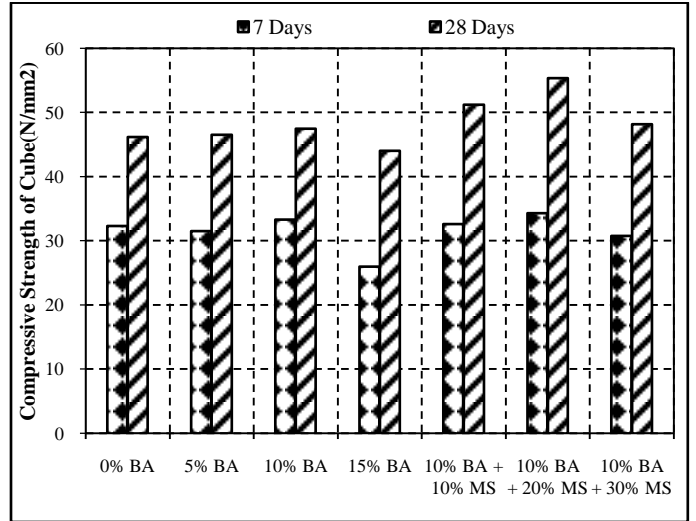 7 Days 28 Days
Compressive Strength of Cube(N/mm2)
60
50
40
30
20
10
0
0% BA 5% BA 10% BA 15% BA 10% BA + 10% BA 10% BA
10% MS + 20% MS + 30% MS